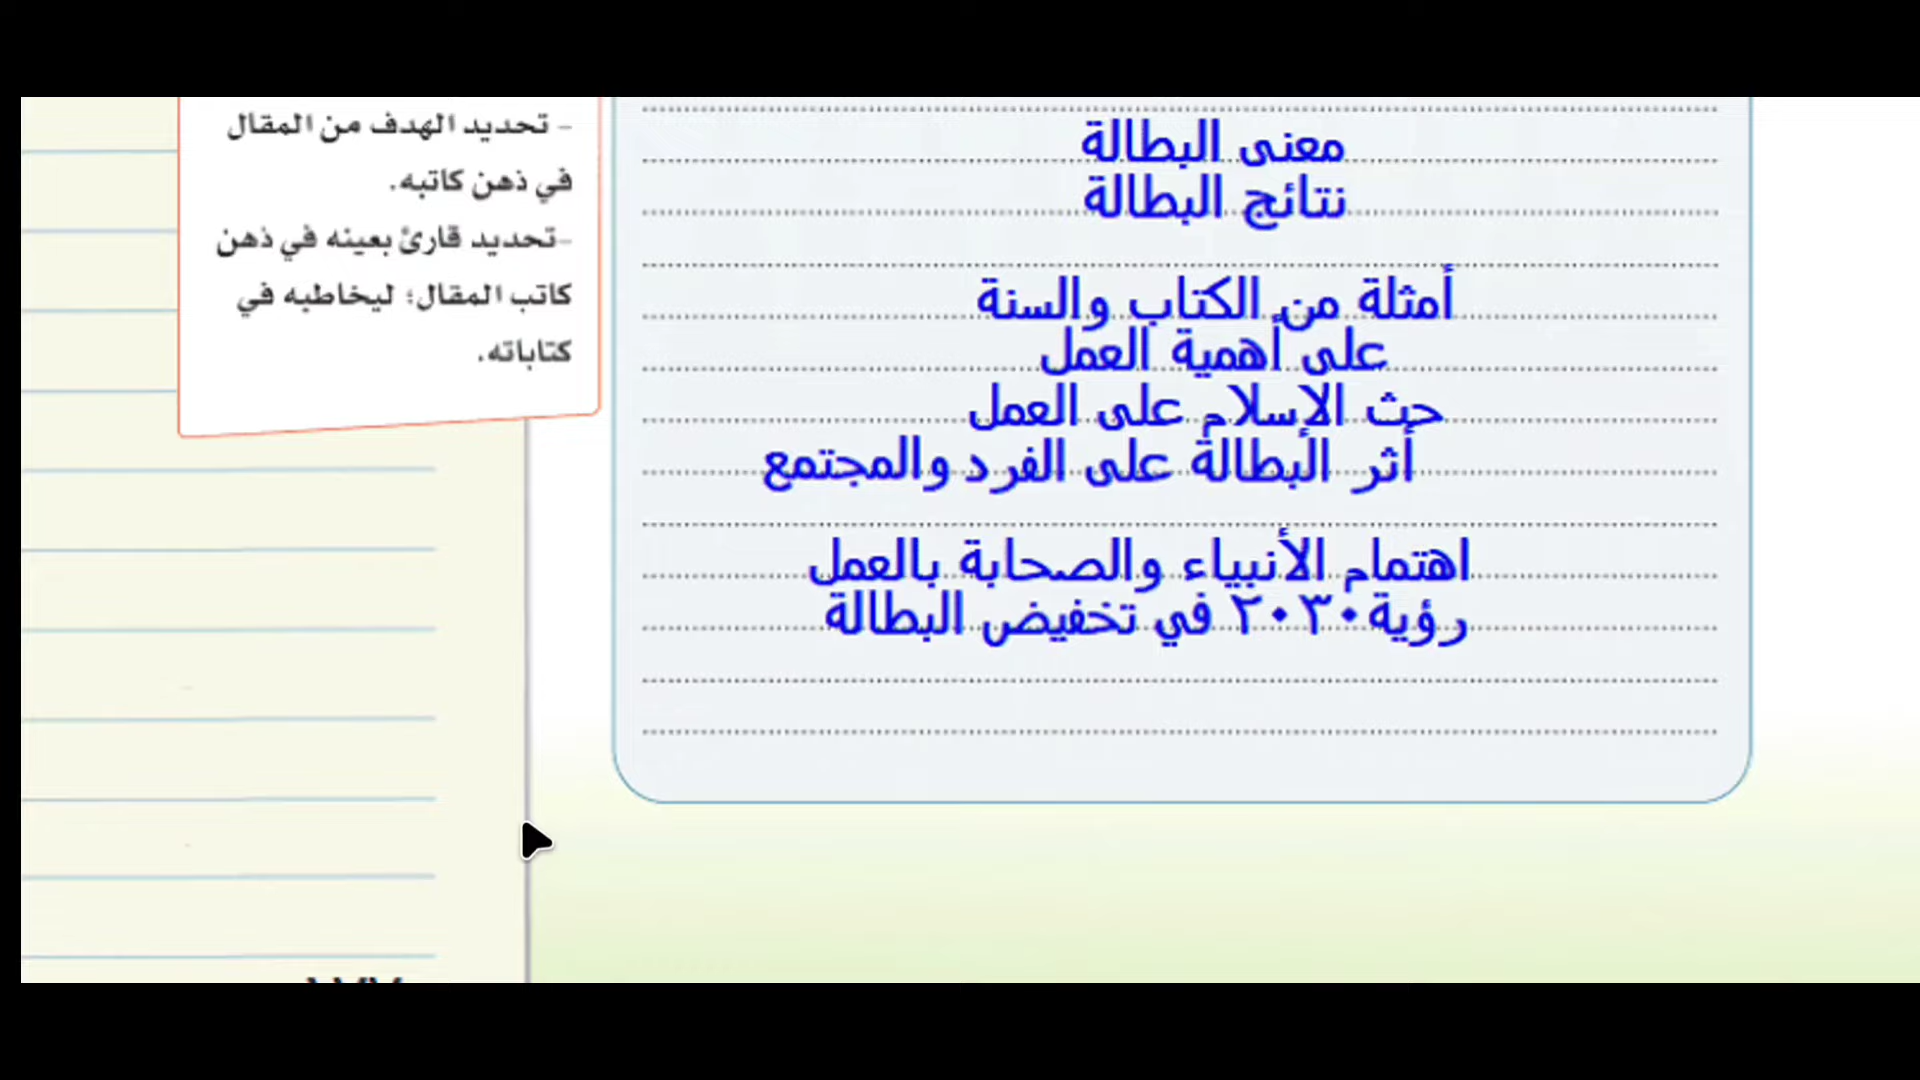 معنى البطالة
نتائج البطالة
أمثلة من الكتاب والسنة
على أهمية العمل
حث الإسلام على العمل
أثر البطالة على الفرد والمجتمع
اهتمام الأنبياء والصحابة بالعمل
رؤية٢٠٣٠ في تخفيض البطالة
- تحديد الهدف من المقال
في ذهن كاتبه.
-تحديد قارئ بعينه في ذهن
كاتب المقال؛ ليخاطبه في
كتاباته.